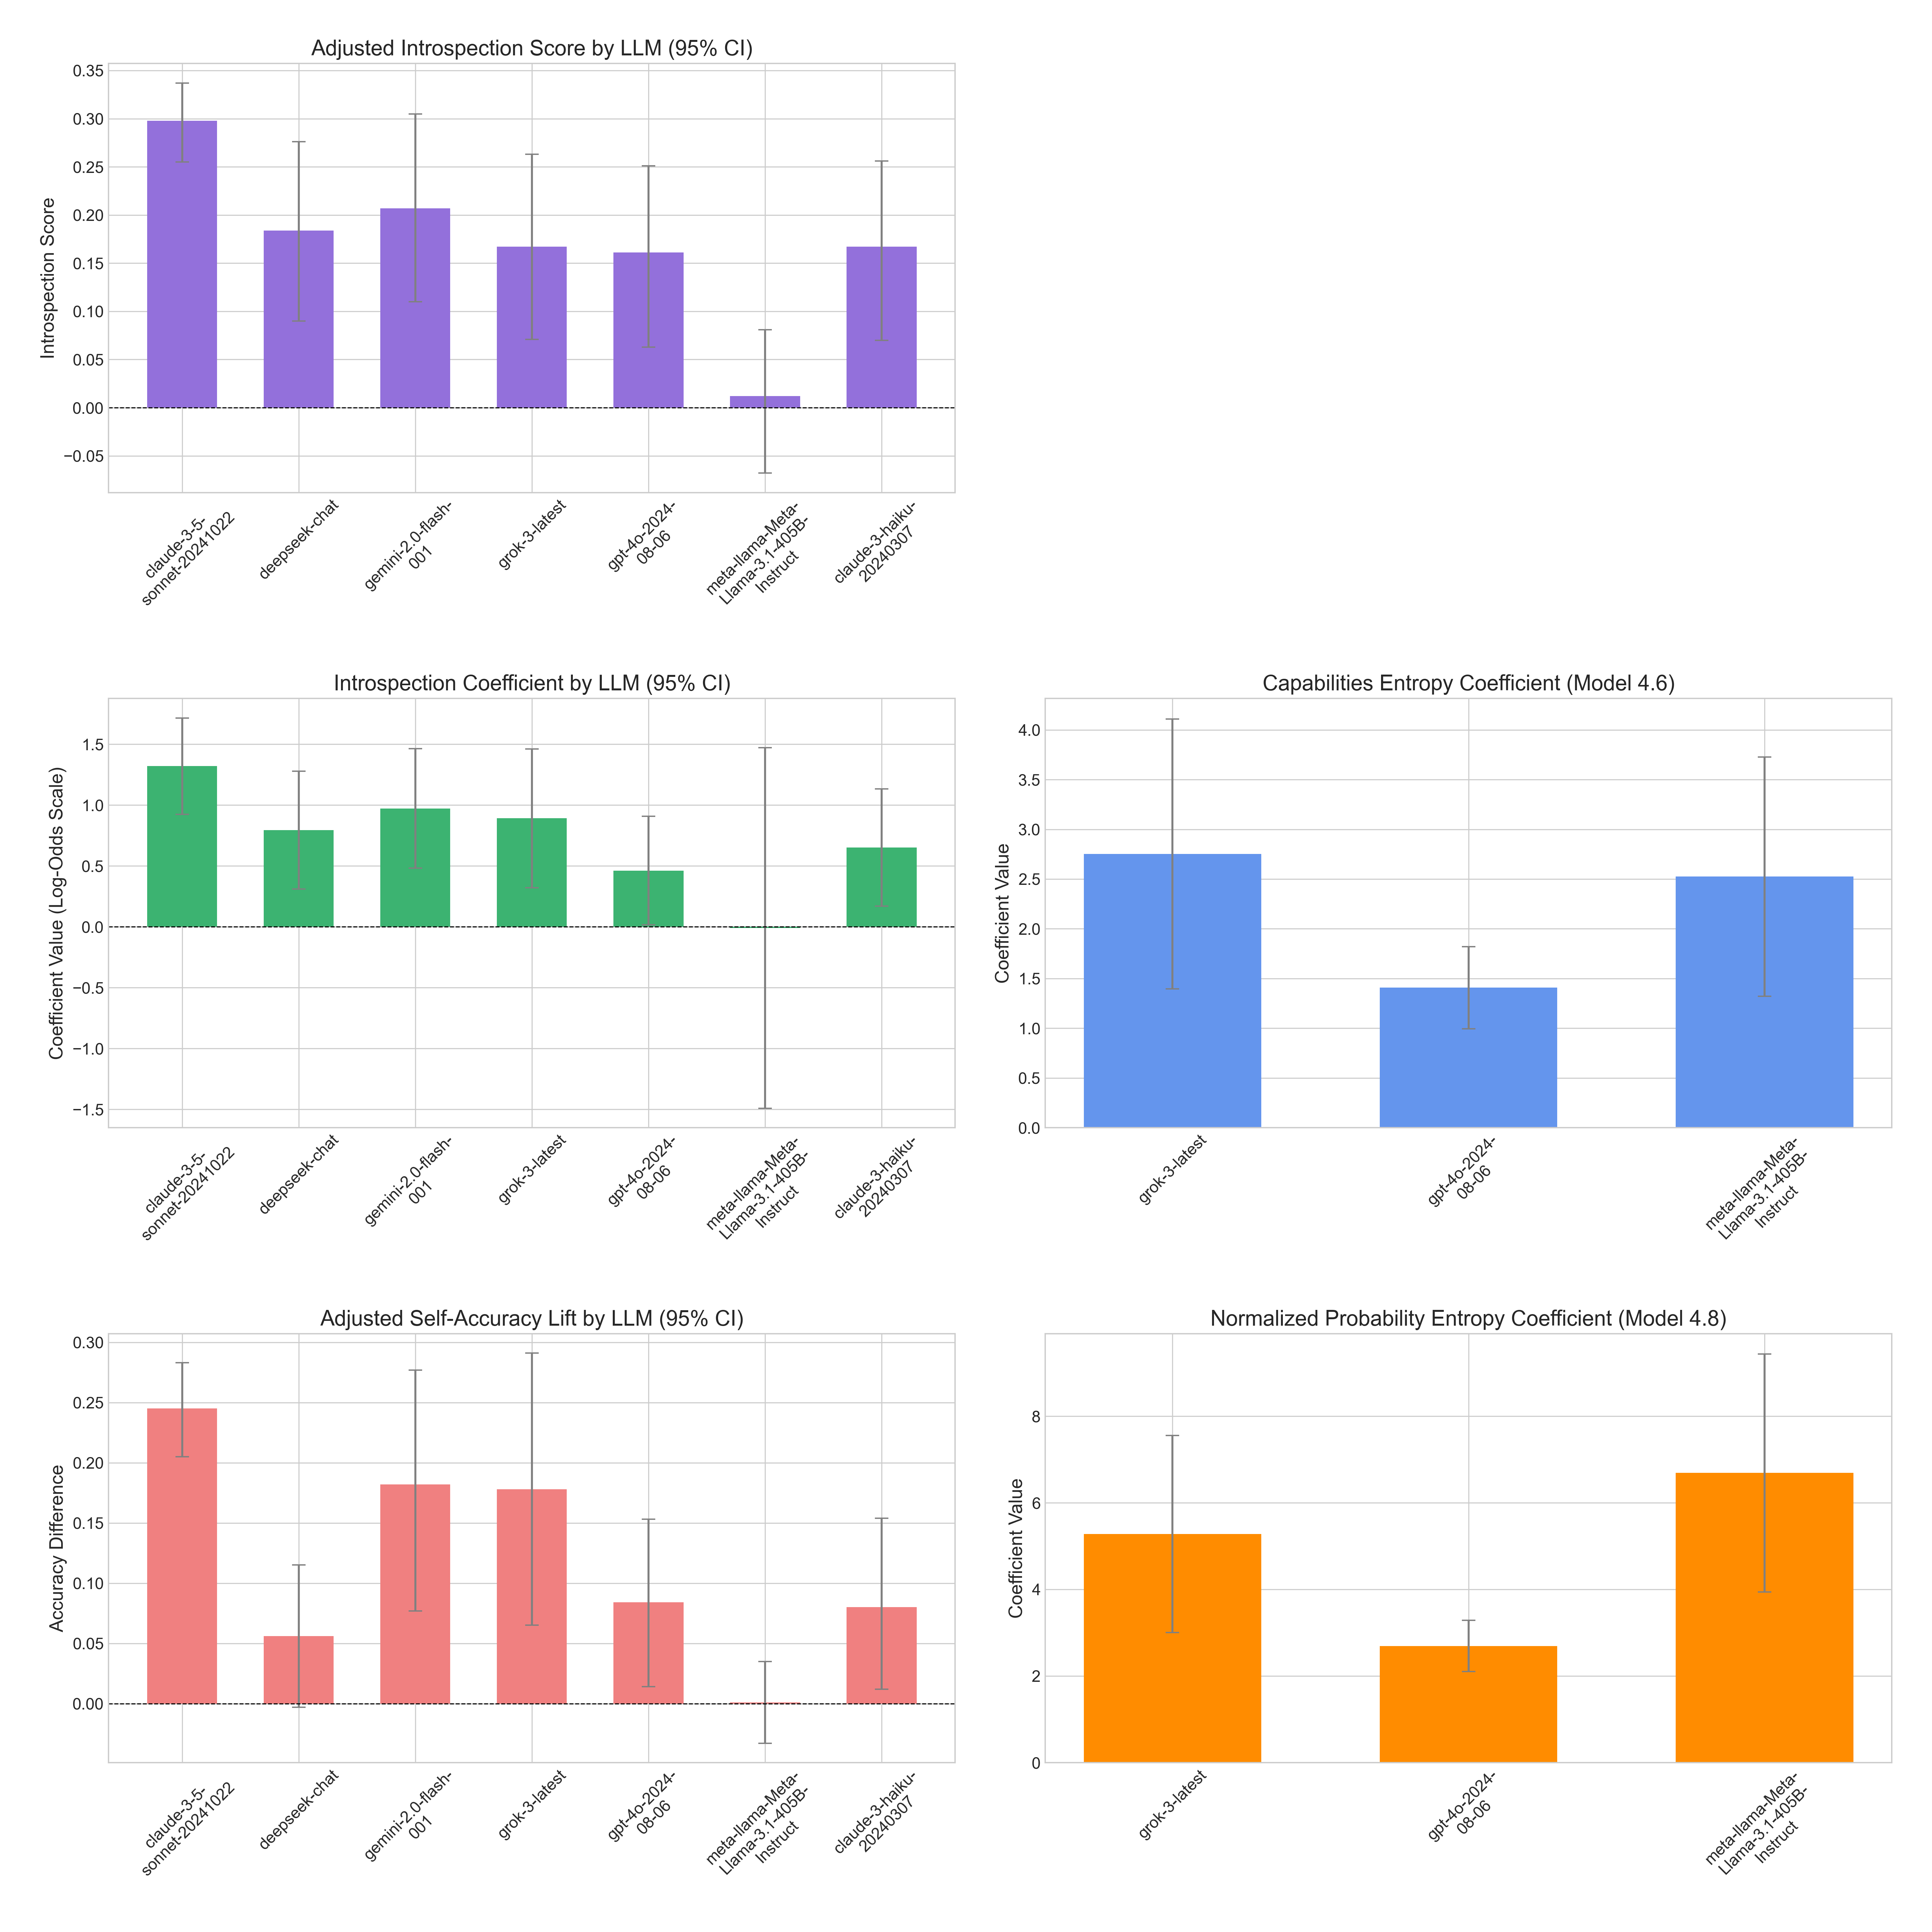 Adjusted Introspection Score by LLM (95% CI)
Introspection Score
0.35
0.30
0.25
0.20
0.15
0.10
0.05
0.00
−0.05
claude-3-5-
sonnet-20241022
deepseek-chat
gemini-2.0-flash-
001
grok-3-latest
gpt-4o-2024-
08-06
meta-llama-Meta-
Llama-3.1-405B-
Instruct
claude-3-haiku-
20240307
Introspection Coefficient by LLM (95% CI)
Coefficient Value (Log-Odds Scale)
1.5
1.0
0.5
0.0
−0.5
−1.0
−1.5
claude-3-5-
sonnet-20241022
deepseek-chat
gemini-2.0-flash-
001
grok-3-latest
gpt-4o-2024-
08-06
meta-llama-Meta-
Llama-3.1-405B-
Instruct
claude-3-haiku-
20240307
Capabilities Entropy Coefficient (Model 4.6)
Coefficient Value
4.0
3.5
3.0
2.5
2.0
1.5
1.0
0.5
0.0
grok-3-latest
gpt-4o-2024-
08-06
meta-llama-Meta-
Llama-3.1-405B-
Instruct
Adjusted Self-Accuracy Lift by LLM (95% CI)
Accuracy Difference
0.30
0.25
0.20
0.15
0.10
0.05
0.00
claude-3-5-
sonnet-20241022
deepseek-chat
gemini-2.0-flash-
001
grok-3-latest
gpt-4o-2024-
08-06
meta-llama-Meta-
Llama-3.1-405B-
Instruct
claude-3-haiku-
20240307
Normalized Probability Entropy Coefficient (Model 4.8)
Coefficient Value
8
6
4
2
0
grok-3-latest
gpt-4o-2024-
08-06
meta-llama-Meta-
Llama-3.1-405B-
Instruct